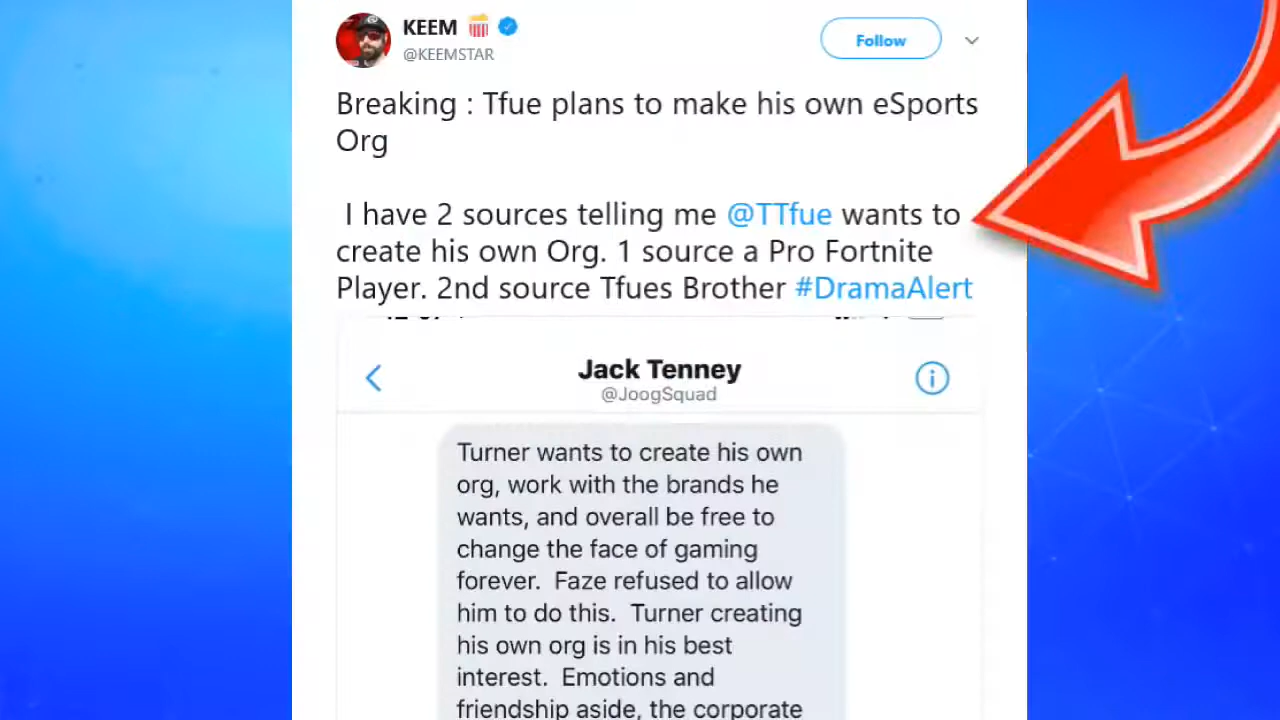 KEEM
@KEEMSTAR
Follow
Breaking : Tfue plans to make his own eSports
Org
I have 2 sources telling me @TTfue wants to
create his own Org. 1 source a Pro Fortnite
Player. 2nd source Tfues Brother #DramaAlert
Jack Tenney
@JoogSquad
Turner wants to create his own
org, work with the brands he
wants, and overall be free to
change the face of gaming
forever. Faze refused to allow
him to do this. Turner creating
his own org is in his best
interest. Emotions and
friendship aside, the corporate